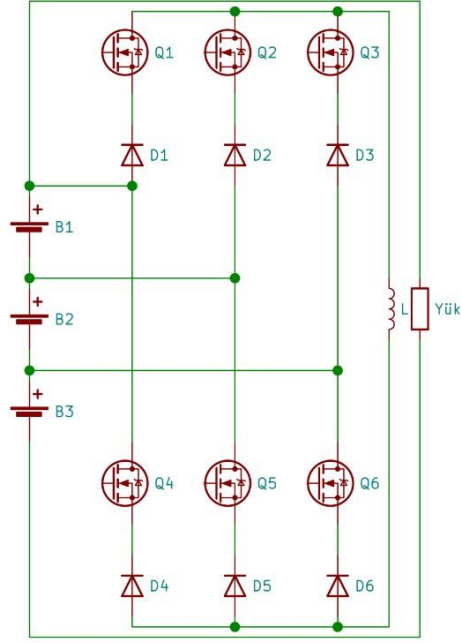 Q1 Q2 Q3
D1 D2 D3
+
B1
+
B2
L Yük
+
B3
Q4 Q5 Q6
D4 D5 D6